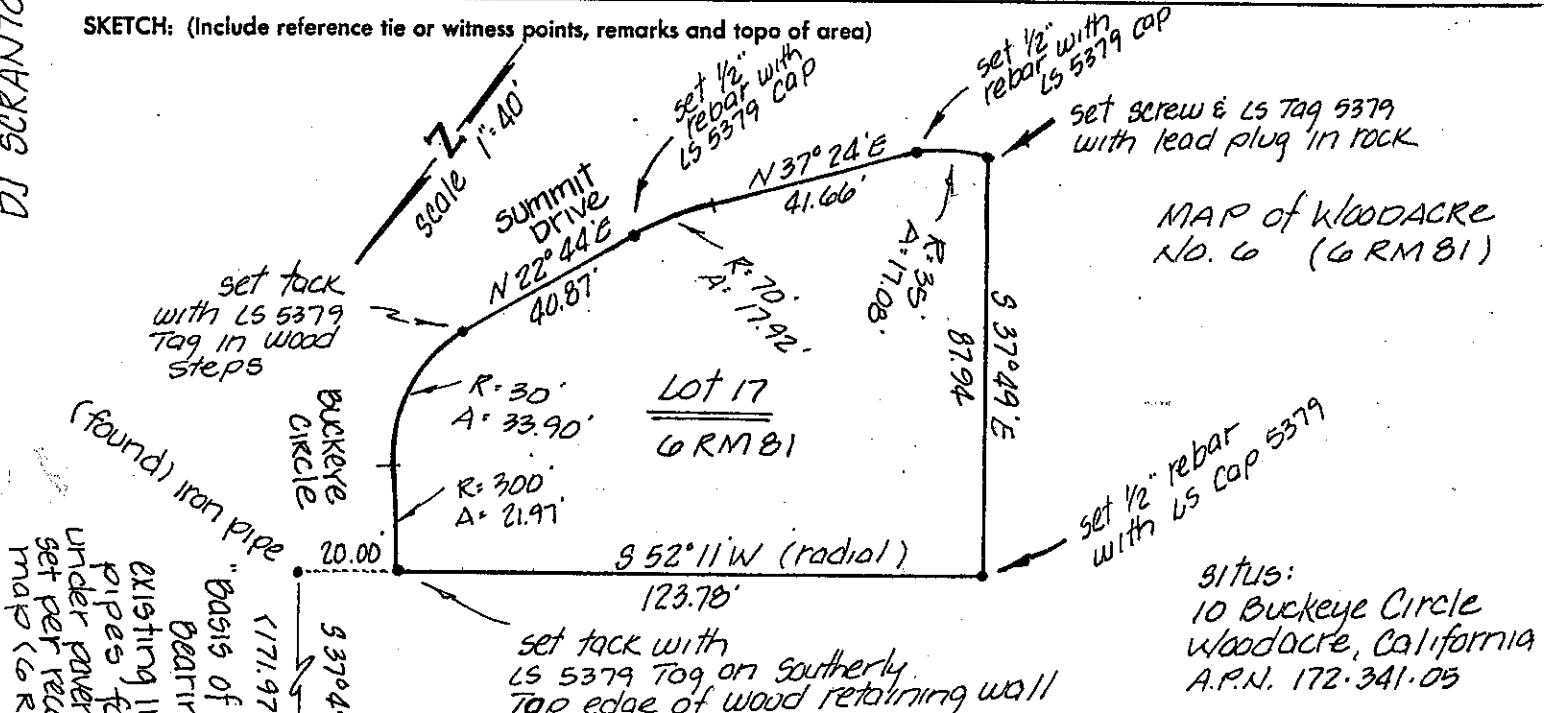 DJ SCRANTO
SKETCH: (Include reference tie or witness points, remarks and topo of area)
Z
scale 1"=40'
set 1/2"
rebar with
LS 5379 cap
set 1/2"
rebar with
LS 5379 cap
set screw & LS Tag 5379
with lead plug in rock
MAP of WOODACRE
NO. 6 (6 RM 81)
SUMMIT
DRIVE
N 22° 44' E
40.87'
N 37° 24' E
41.66'
R= 70'
A= 17.92'
R= 35'
A= 17.08'
S 37° 49' E
87.94
set tack
with LS 5379
Tag in wood
steps
BUCKEYE
CIRCLE
R= 30'
A= 33.90'
LOT 17
6 RM 81
R= 300'
A= 21.97'
(found) iron pipe
20.00'
S 52° 11' W (radial)
123.78'
set 1/2" rebar
with LS cap 5379
set tack with
LS 5379 Tag on Southerly
Top edge of wood retaining wall
SITUS:
10 Buckeye Circle
Woodacre, California
A.P.N. 172·341·05
S 37° 4
<171.97
"Basis of
Bearin
existing i
pipes fo
under paver
set per reco
map <6 R